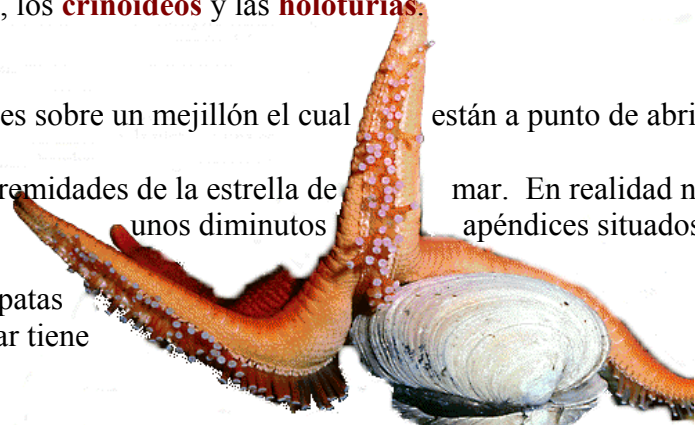 , los crinoideos y las holoturias.
es sobre un mejillón el cual están a punto de abri
remidades de la estrella de mar. En realidad n
unos diminutos apéndices situados
patas
ar tiene